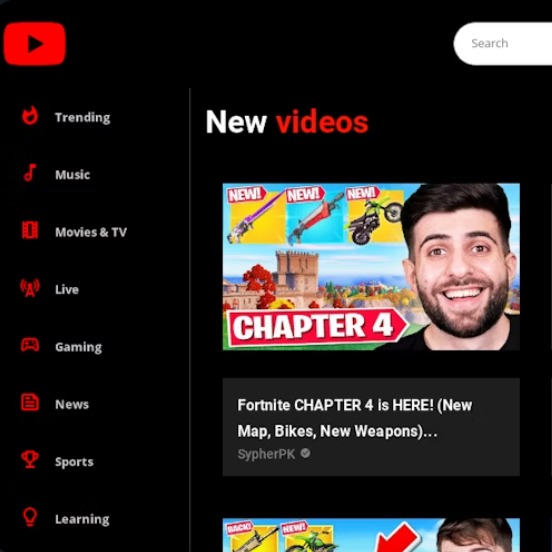 Search
Trending
Music
Movies & TV
Live
Gaming
News
Sports
Learning
New videos
NEW!
NEW!
NEW!
CHAPTER 4
Fortnite CHAPTER 4 is HERE! (New
Map, Bikes, New Weapons)...
SypherPK
BACK!
NEW!